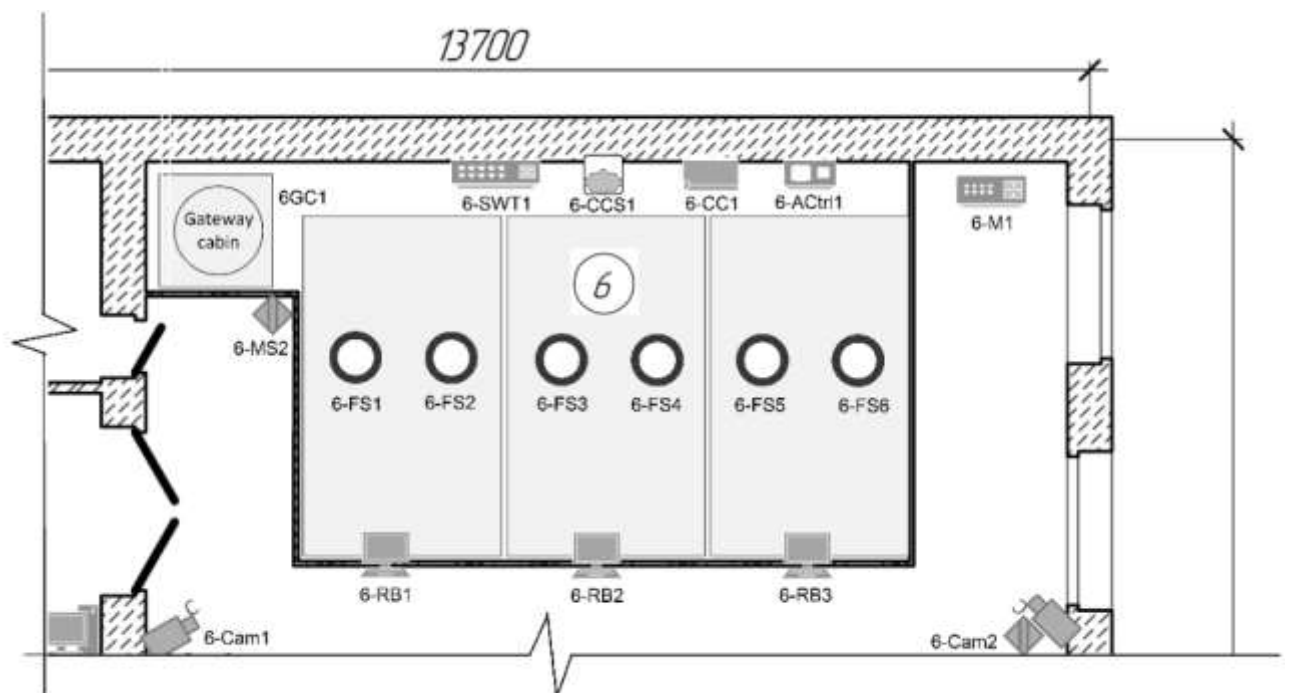 13700
6GC1
Gateway
cabin
6-SWT1
6-CCS1
6-CC1
6-ACtrl1
6-M1
6
6-MS2
6-FS1
6-FS2
6-FS3
6-FS4
6-FS5
6-FS6
6-RB1
6-RB2
6-RB3
6-Cam1
6-Cam2